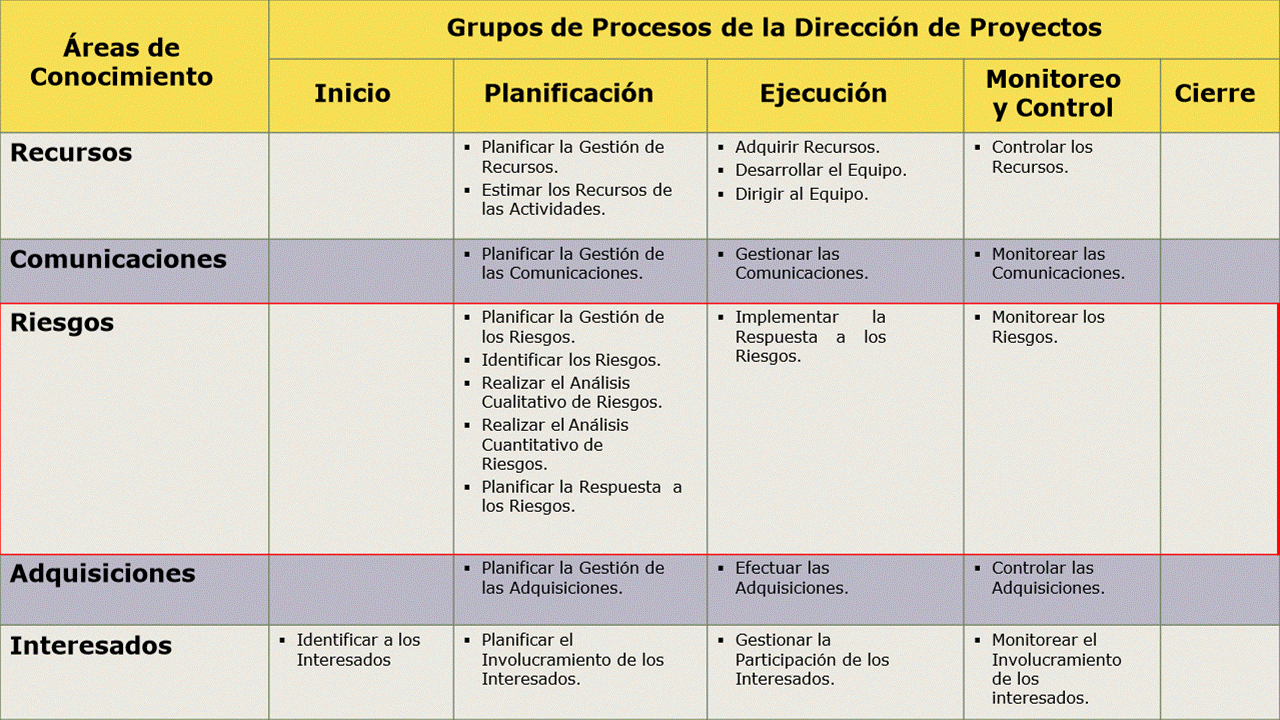 Áreas de
Conocimiento
Grupos de Procesos de la Dirección de Proyectos
Inicio
Planificación
Ejecución
Monitoreo
y Control
Cierre
Recursos
▪ Planificar la Gestión de
Recursos.
▪ Estimar los Recursos de
las Actividades.
▪ Adquirir Recursos.
▪ Desarrollar el Equipo.
▪ Dirigir al Equipo.
▪ Controlar los
Recursos.
Comunicaciones
▪ Planificar la Gestión de
las Comunicaciones.
▪ Gestionar las
Comunicaciones.
▪ Monitorear las
Comunicaciones.
Riesgos
▪ Planificar la Gestión de
los Riesgos.
▪ Identificar los Riesgos.
▪ Realizar el Análisis
Cualitativo de Riesgos.
▪ Realizar el Análisis
Cuantitativo de
Riesgos.
▪ Planificar la Respuesta a
los Riesgos.
▪ Implementar la
Respuesta a los
Riesgos.
▪ Monitorear los
Riesgos.
Adquisiciones
▪ Planificar la Gestión de
las Adquisiciones.
▪ Efectuar las
Adquisiciones.
▪ Controlar las
Adquisiciones.
Interesados
▪ Identificar a los
Interesados
▪ Planificar el
Involucramiento de los
Interesados.
▪ Gestionar la
Participación de los
Interesados.
▪ Monitorear el
Involucramiento
de los
interesados.